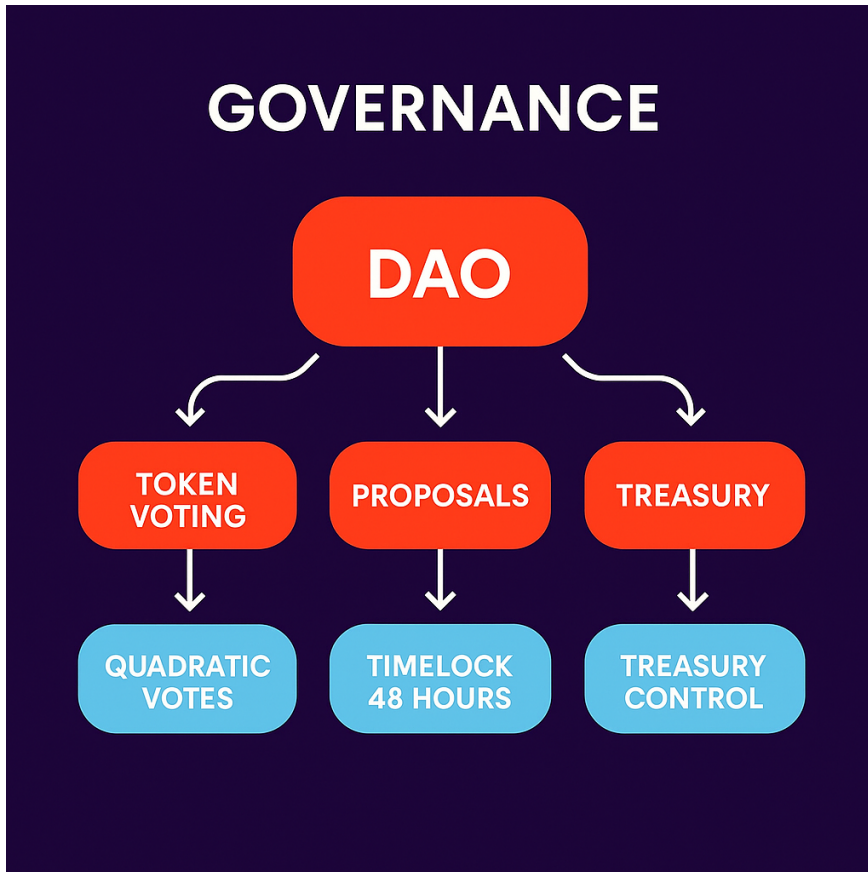 GOVERNANCE
DAO
TOKEN
VOTING
PROPOSALS
TREASURY
QUADRATIC
VOTES
TIMELOCK
48 HOURS
TREASURY
CONTROL